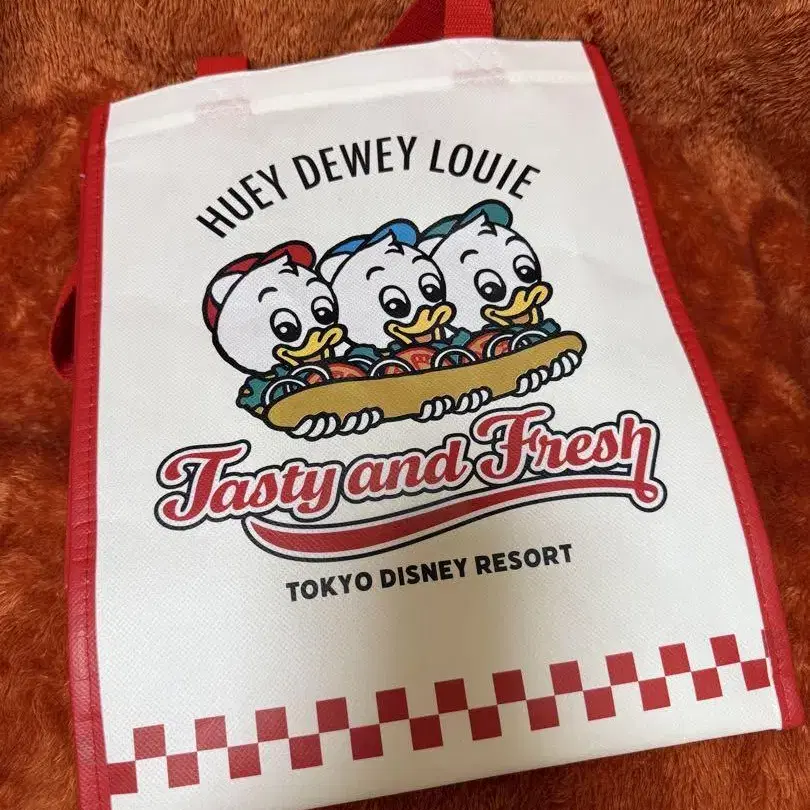 HUEY DEWEY LOUIE
Tasty and Fresh
TOKYO DISNEY RESORT